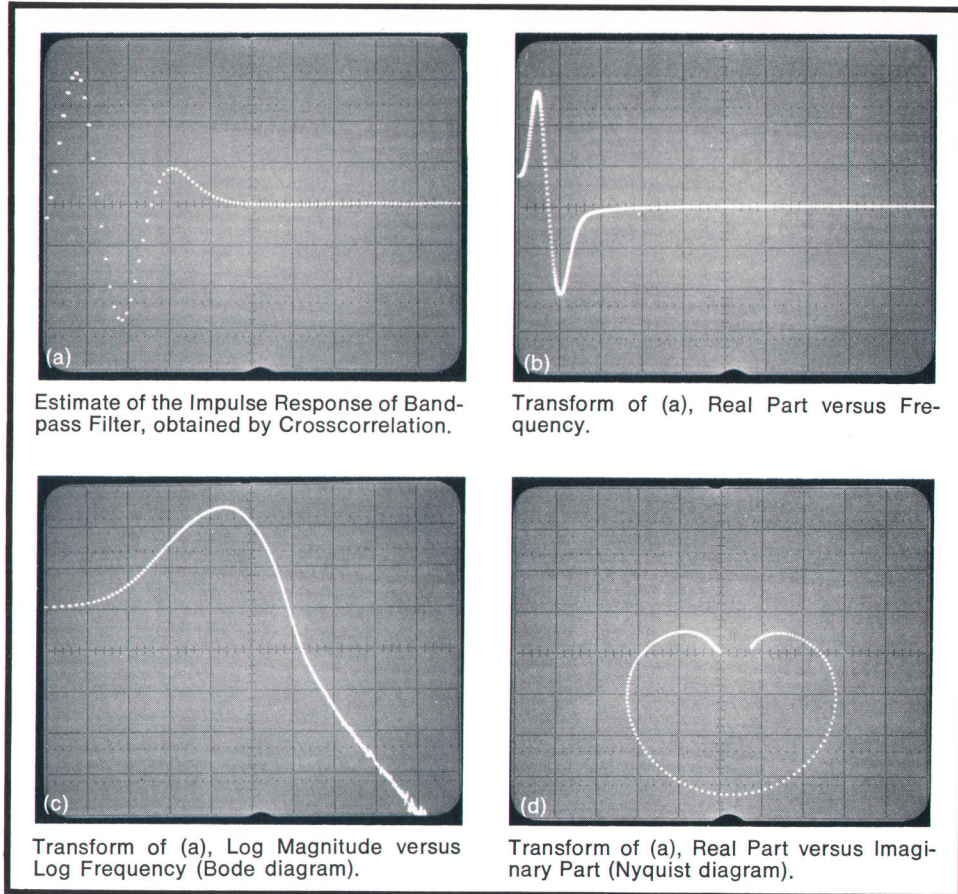 (a)
Estimate of the Impulse Response of Band-
pass Filter, obtained by Crosscorrelation.
(b)
Transform of (a), Real Part versus Fre-
quency.
(c)
Transform of (a), Log Magnitude versus
Log Frequency (Bode diagram).
(d)
Transform of (a), Real Part versus Imagi-
nary Part (Nyquist diagram).